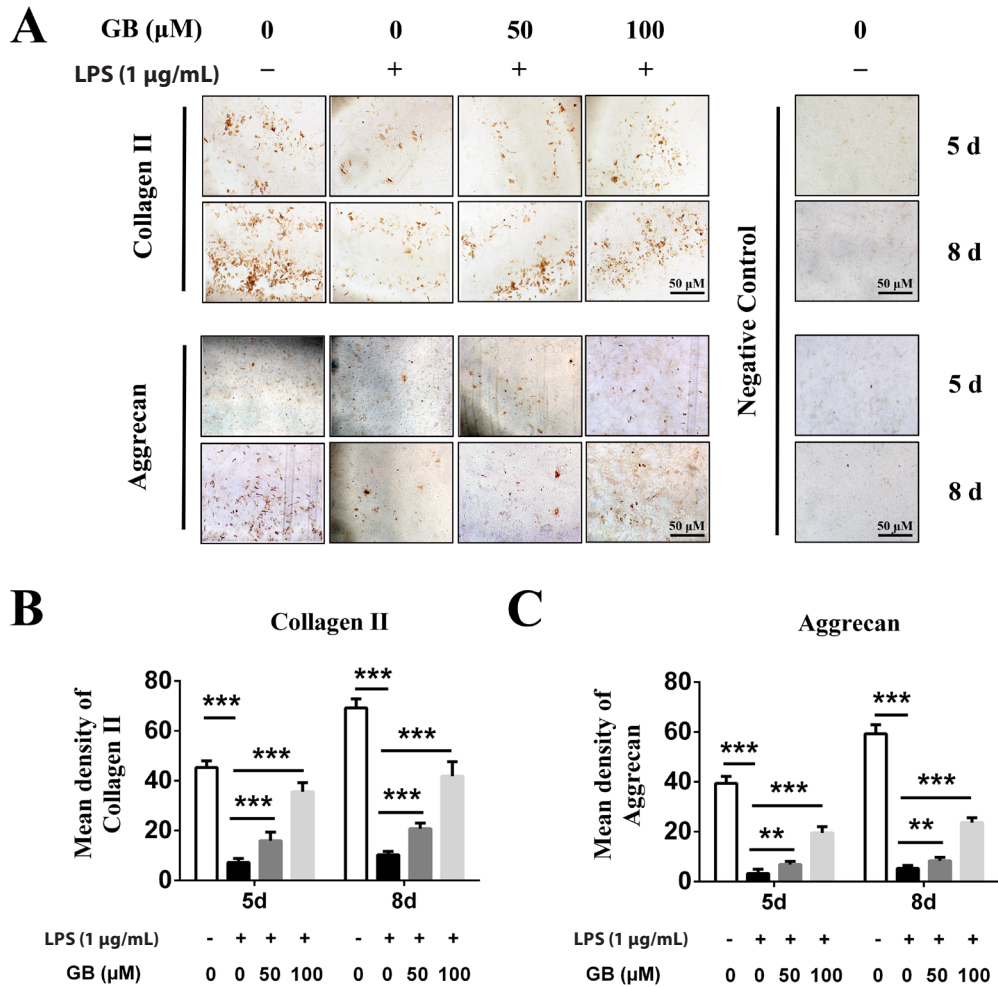 A
GB (µM) 0 0 50 100 0
LPS (1 µg/mL) – + + + –
Collagen II
5 d
8 d
50 µM 50 µM
Negative Control
Aggrecan
5 d
8 d
50 µM 50 µM
B
Collagen II
Mean density of
Collagen II
80
60
40
20
0
*** *** *** *** *** ***
5d 8d
LPS (1 µg/mL) - + + + - + + +
GB (µM) 0 0 50 100 0 0 50 100
C
Aggrecan
Mean density of
Aggrecan
80
60
40
20
0
*** ** *** *** ** ***
5d 8d
LPS (1 µg/mL) - + + + - + + +
GB (µM) 0 0 50 100 0 0 50 100